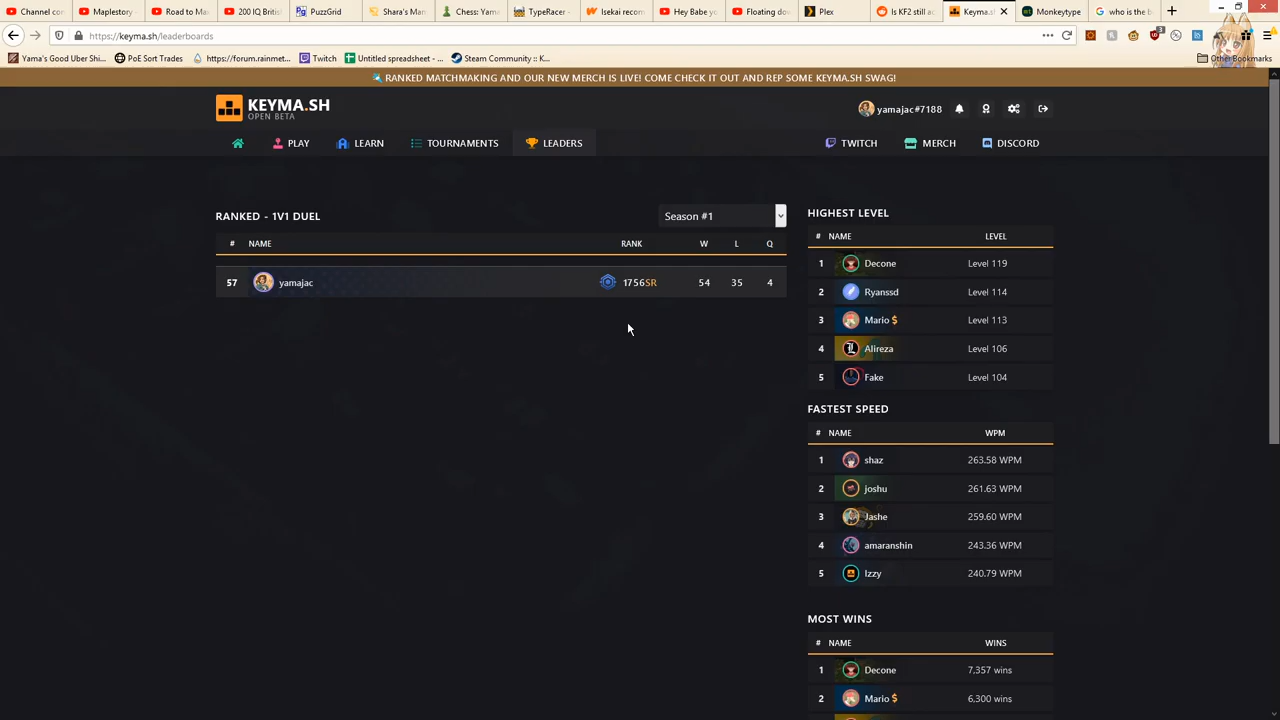 Channel con
Maplestory
Road to Ma
200 IQ Britis
PuzzGrid
Shara's Man
Chess: Yama
TypeRacer -
Isekai recom
Hey Babe yo
Floating dow
Plex
Is KF2 still ac
Keyma.sh
Monkeytype
who is the b
https://keyma.sh/leaderboards
Yama's Good Uber Shi...
PoE Sort Trades
https://forum.rainmet...
Twitch
Untitled spreadsheet - ...
Steam Community :: K...
Other Bookmarks
RANKED MATCHMAKING AND OUR NEW MERCH IS LIVE! COME CHECK IT OUT AND REP SOME KEYMA.SH SWAG!
KEYMA.SH
OPEN BETA
yamajac#7188
PLAY
LEARN
TOURNAMENTS
LEADERS
TWITCH
MERCH
DISCORD
RANKED - 1V1 DUEL
Season #1
# NAME RANK W L Q
57 yamajac 1756SR 54 35 4
HIGHEST LEVEL
# NAME LEVEL
1 Decone Level 119
2 Ryanssd Level 114
3 Mario $ Level 113
4 Alireza Level 106
5 Fake Level 104
FASTEST SPEED
# NAME WPM
1 shaz 263.58 WPM
2 joshu 261.63 WPM
3 Jashe 259.60 WPM
4 amaranshin 243.36 WPM
5 Izzy 240.79 WPM
MOST WINS
# NAME WINS
1 Decone 7,357 wins
2 Mario $ 6,300 wins